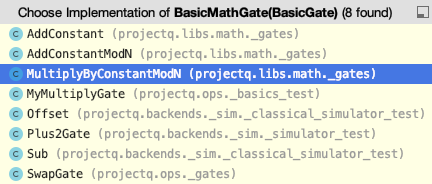 Choose Implementation of BasicMathGate(BasicGate) (8 found)
AddConstant (projectq.libs.math._gates)
AddConstantModN (projectq.libs.math._gates)
MultiplyByConstantModN (projectq.libs.math._gates)
MyMultiplyGate (projectq.ops._basics_test)
Offset (projectq.backends._sim._classical_simulator_test)
Plus2Gate (projectq.backends._sim._simulator_test)
Sub (projectq.backends._sim._classical_simulator_test)
SwapGate (projectq.ops._gates)